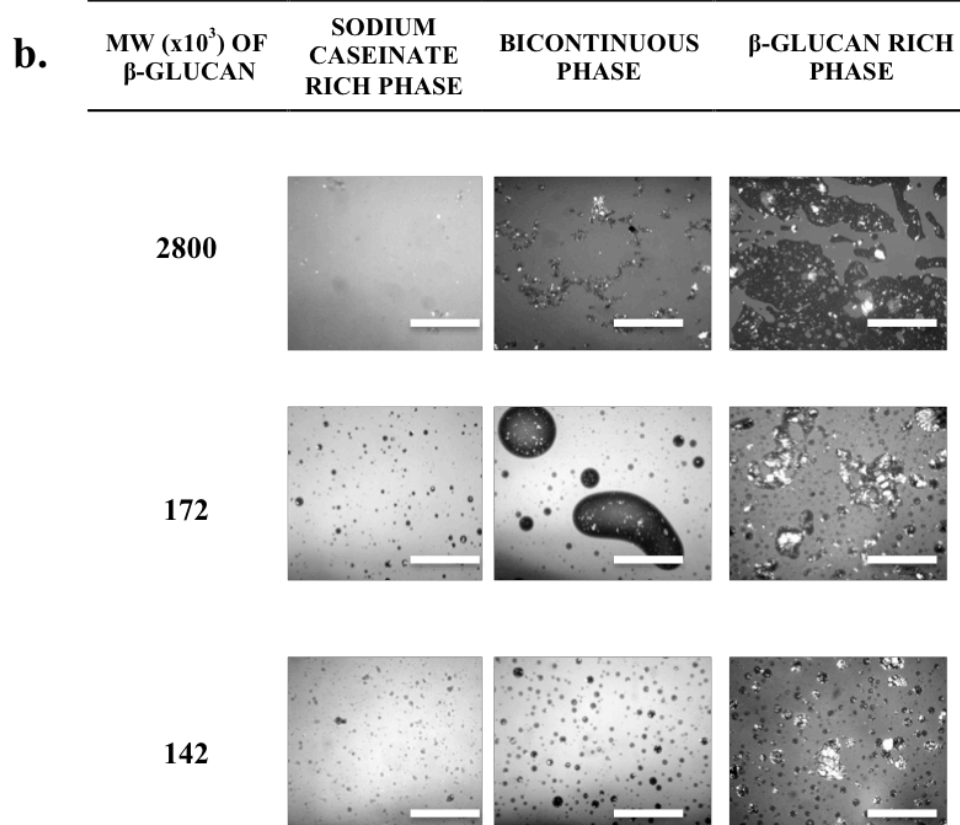 b.
MW (x10³) OF
β-GLUCAN
SODIUM
CASEINATE
RICH PHASE
BICONTINUOUS
PHASE
β-GLUCAN RICH
PHASE
2800
172
142